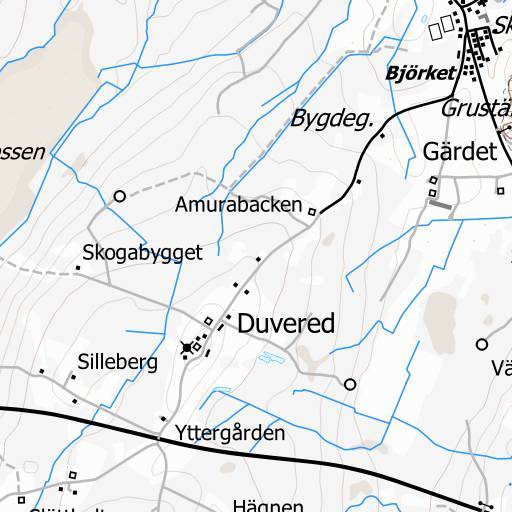 Björket
Bygdeg.
Gärdet
Amurabacken
Skogabygget
Duvered
Silleberg
Yttergården
Hägnen